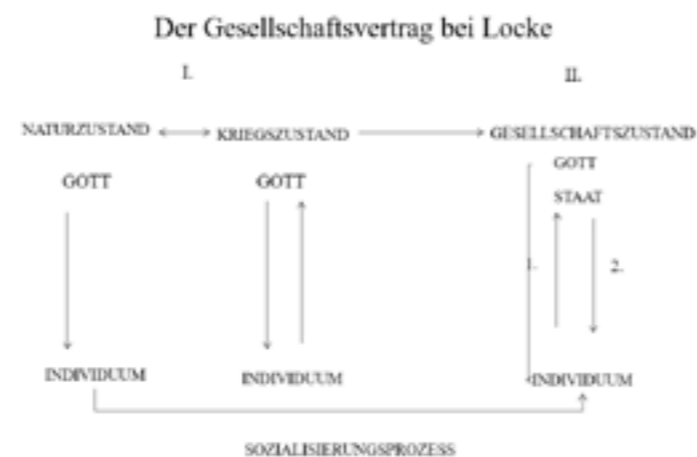 Der Gesellschaftsvertrag bei Locke
I. II.
NATURZUSTAND KRIEGSZUSTAND GESELLSCHAFTSZUSTAND
GOTT GOTT GOTT
STAAT
1. 2.
INDIVIDUUM INDIVIDUUM INDIVIDUUM
SOZIALISIERUNGSPROZESS